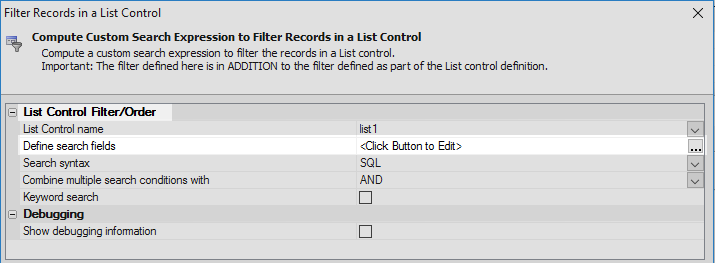 Filter Records in a List Control
Compute Custom Search Expression to Filter Records in a List Control
Compute a custom search expression to filter the records in a List control.
Important: The filter defined here is in ADDITION to the filter defined as part of the List control definition.
List Control Filter/Order
List Control name list1
Define search fields <Click Button to Edit> ...
Search syntax SQL
Combine multiple search conditions with AND
Keyword search
Debugging
Show debugging information